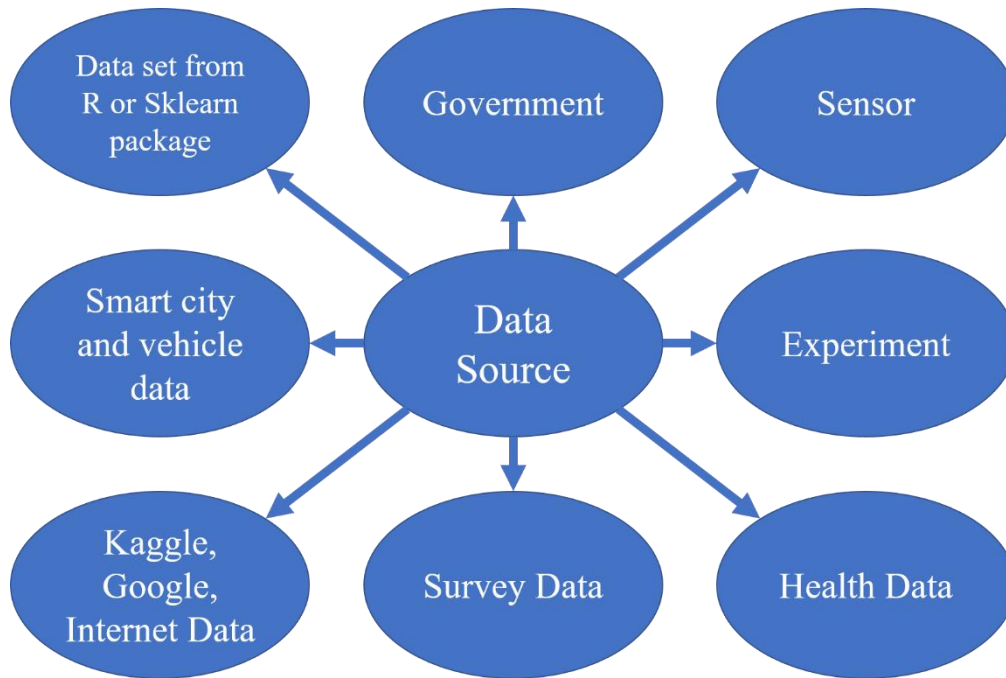 Data set from
R or Sklearn
package
Government
Sensor
Smart city
and vehicle
data
Data
Source
Experiment
Kaggle,
Google,
Internet Data
Survey Data
Health Data